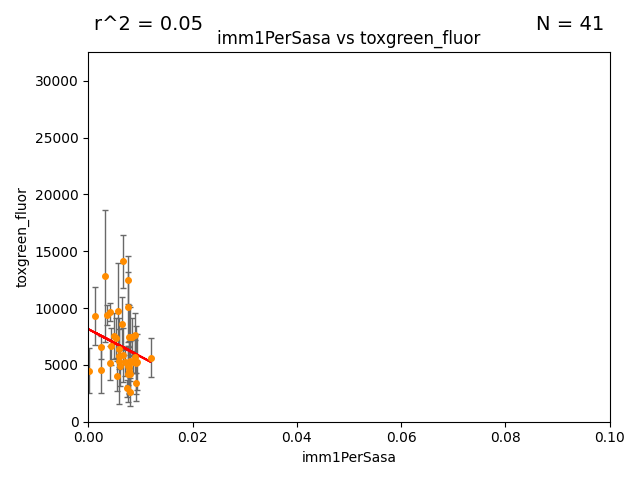 r^2 = 0.05
N = 41
imm1PerSasa vs toxgreen_fluor
30000
25000
20000
15000
10000
5000
0
toxgreen_fluor
0.00 0.02 0.04 0.06 0.08 0.10
imm1PerSasa